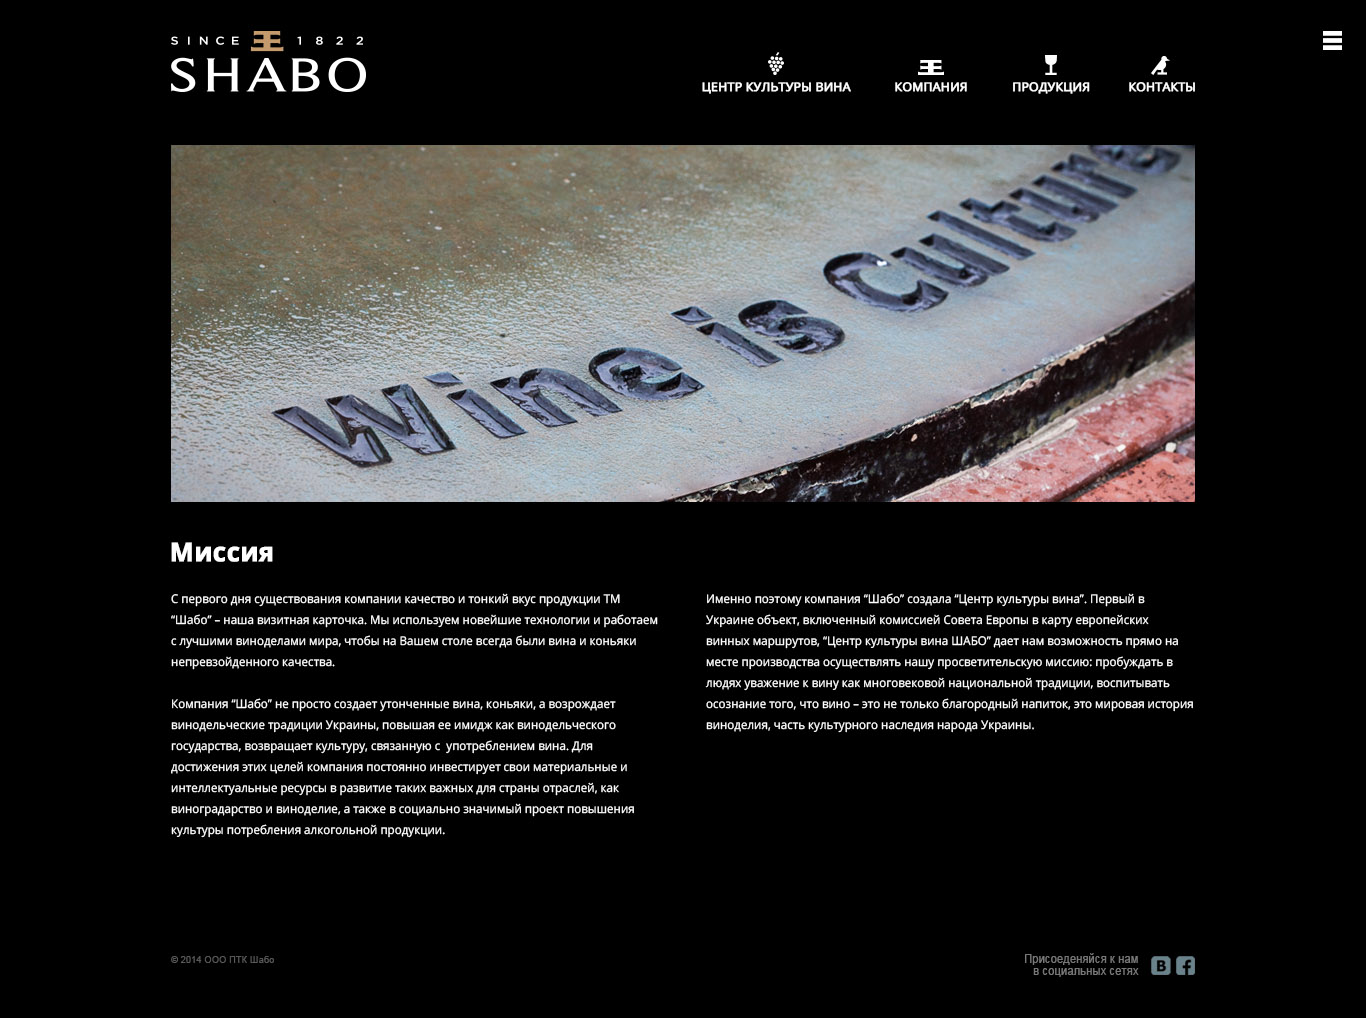 SINCE 1822
SHABO
ЦЕНТР КУЛЬТУРЫ ВИНА
КОМПАНИЯ
ПРОДУКЦИЯ
КОНТАКТЫ
Wine is Culture
Миссия
С первого дня существования компании качество и тонкий вкус продукции ТМ
“Шабо” – наша визитная карточка. Мы используем новейшие технологии и работаем
с лучшими виноделами мира, чтобы на Вашем столе всегда были вина и коньяки
непревзойденного качества.
Компания “Шабо” не просто создает утонченные вина, коньяки, а возрождает
винодельческие традиции Украины, повышая ее имидж как винодельческого
государства, возвращает культуру, связанную с  употреблением вина. Для
достижения этих целей компания постоянно инвестирует свои материальные и
интеллектуальные ресурсы в развитие таких важных для страны отраслей, как
виноградарство и виноделие, а также в социально значимый проект повышения
культуры потребления алкогольной продукции.
Именно поэтому компания “Шабо” создала “Центр культуры вина”. Первый в
Украине объект, включенный комиссией Совета Европы в карту европейских
винных маршрутов, “Центр культуры вина ШАБО” дает нам возможность прямо на
месте производства осуществлять нашу просветительскую миссию: пробуждать в
людях уважение к вину как многовековой национальной традиции, воспитывать
осознание того, что вино – это не только благородный напиток, это мировая история
виноделия, часть культурного наследия народа Украины.
© 2014 ООО ПТК Шабо
Присоеденяйся к нам
в социальных сетях